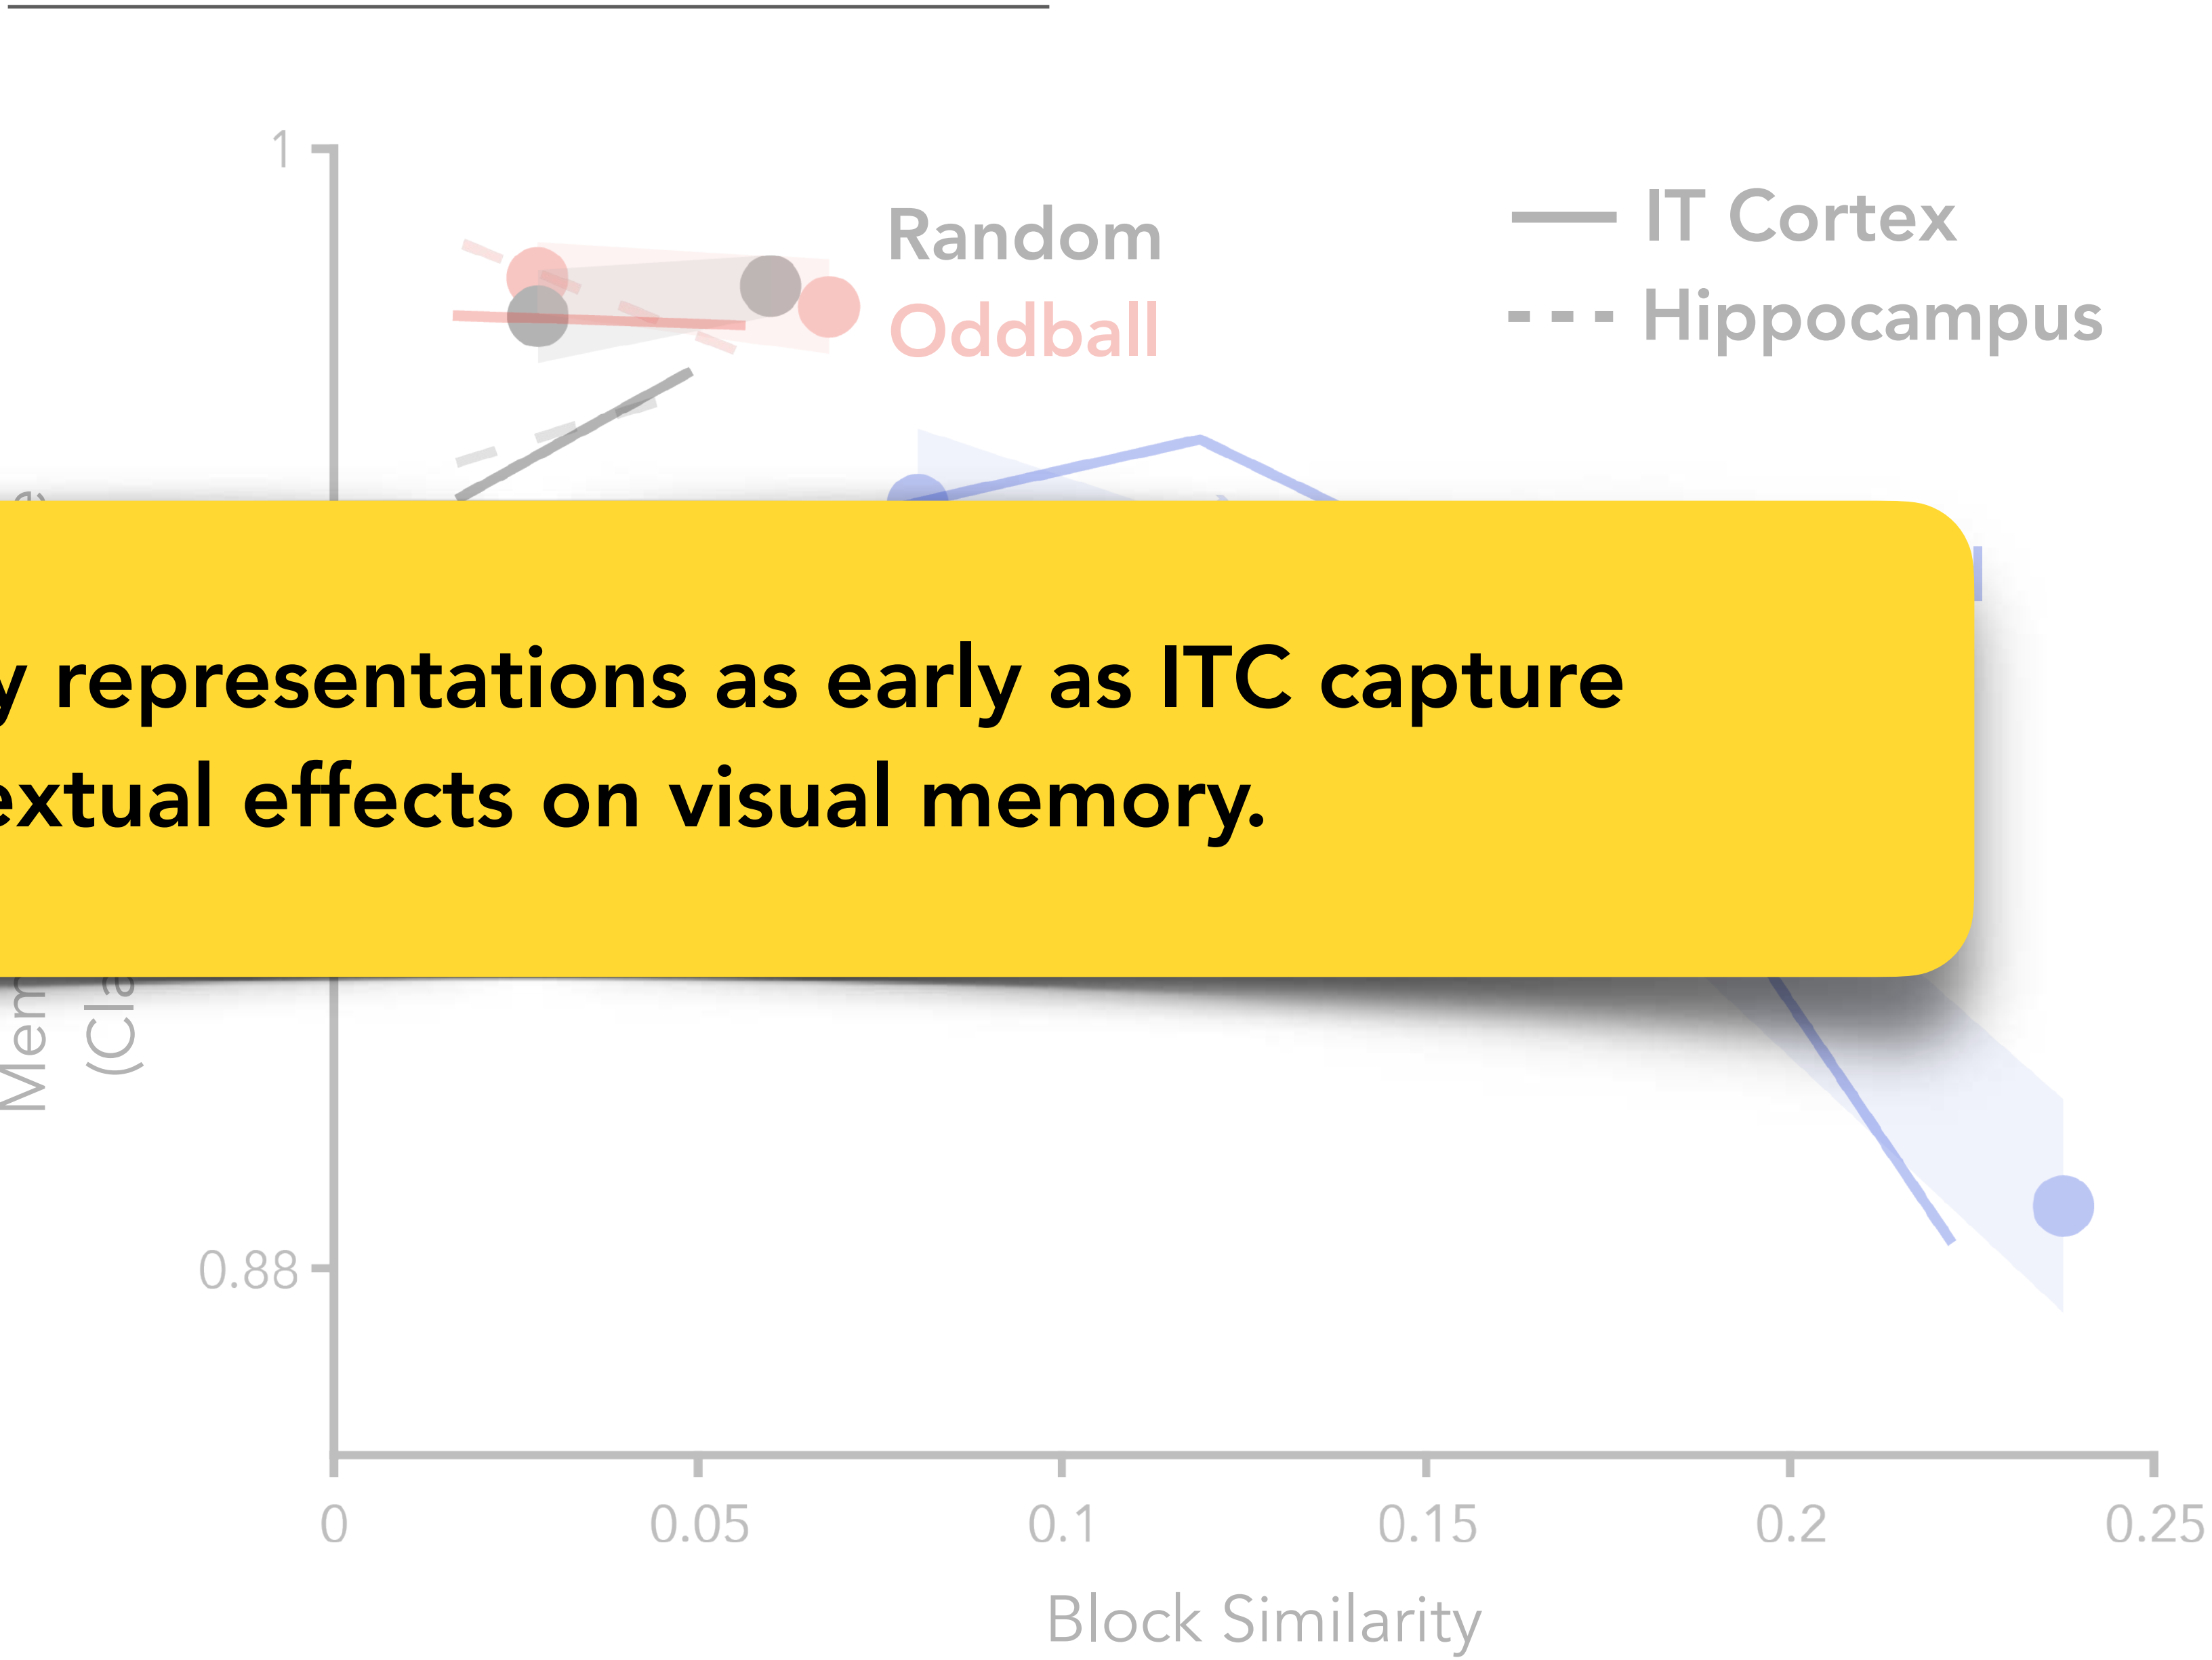 1
Random
Oddball
IT Cortex
Hippocampus
representations as early as ITC capture
effects on visual memory.
0.88
0
0.05
0.1
0.15
0.2
0.25
Block Similarity